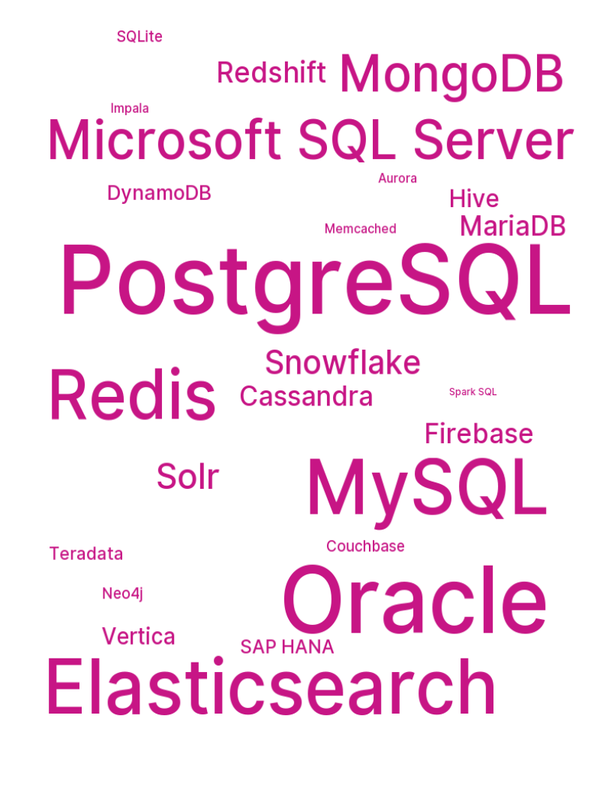 SQLite
Redshift MongoDB
Impala
Microsoft SQL Server
Aurora
DynamoDB
Hive
MariaDB
Memcached
PostgreSQL
Snowflake
Redis
Cassandra
Spark SQL
Firebase
Solr
MySQL
Couchbase
Teradata
Neo4j
Oracle
Vertica
SAP HANA
Elasticsearch